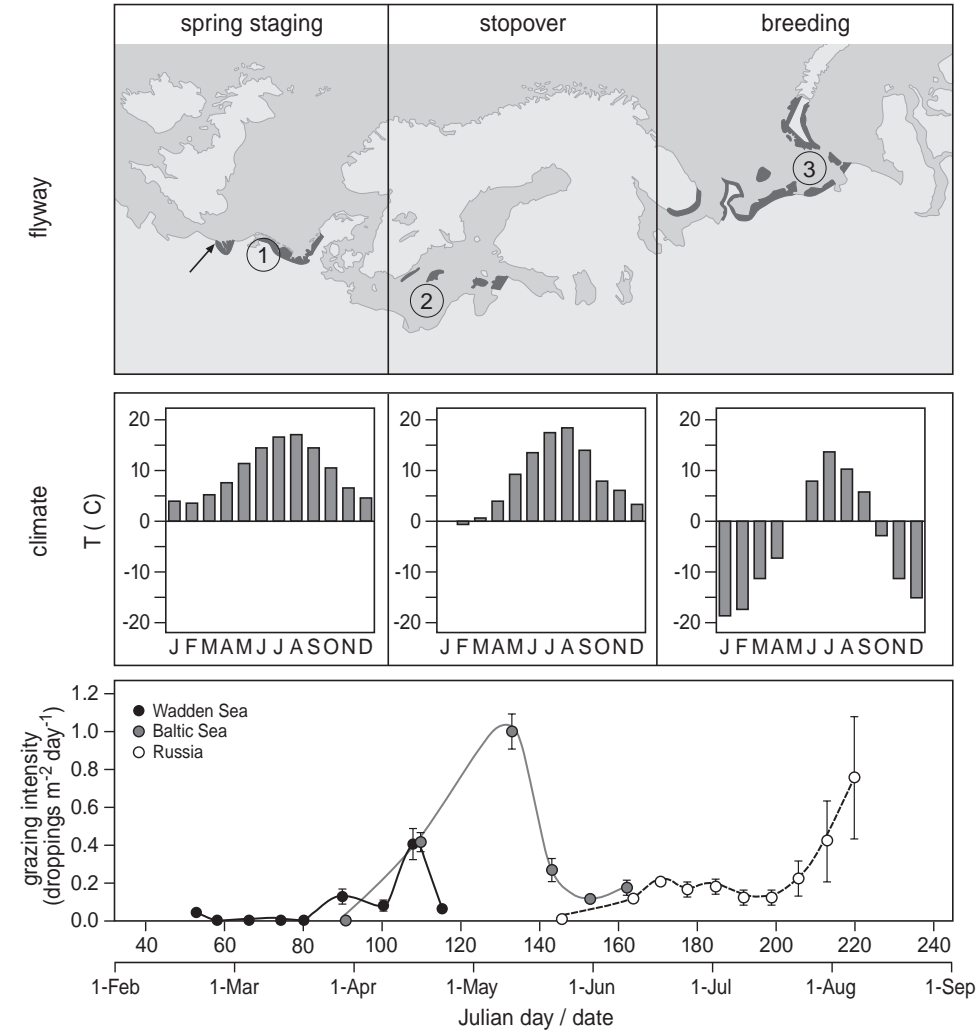 spring staging stopover breeding
flyway
1
2
3
climate
T ( C)
20 20 20
10 10 10
0 0 0
-10 -10 -10
-20 -20 -20
J F M A M J J A S O N D J F M A M J J A S O N D J F M A M J J A S O N D
grazing intensity
(droppings m-2 day-1)
1.2
1.0
0.8
0.6
0.4
0.2
0.0
Wadden Sea
Baltic Sea
Russia
40 60 80 100 120 140 160 180 200 220 240
1-Feb 1-Mar 1-Apr 1-May 1-Jun 1-Jul 1-Aug 1-Sep
Julian day / date